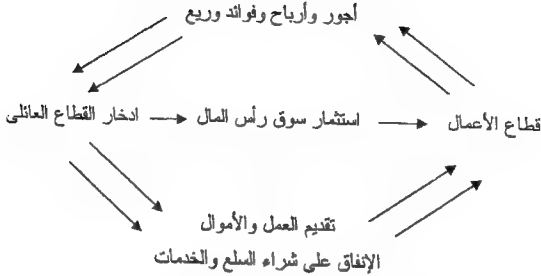 أجور وأرباح وفوائد وريع
قطاع الأعمال
استثمار سوق رأس المال
ادخار القطاع العائلى
تقديم العمل والأموال
الإنفاق على شراء السلع والخدمات